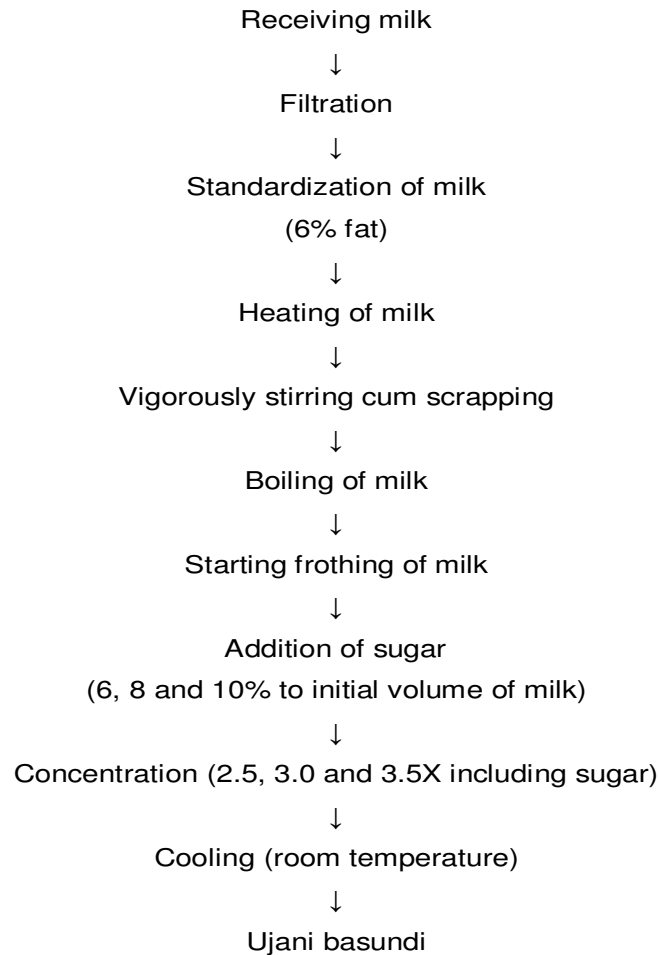 Receiving milk
↓
Filtration
↓
Standardization of milk
(6% fat)
↓
Heating of milk
↓
Vigorously stirring cum scrapping
↓
Boiling of milk
↓
Starting frothing of milk
↓
Addition of sugar
(6, 8 and 10% to initial volume of milk)
↓
Concentration (2.5, 3.0 and 3.5X including sugar)
↓
Cooling (room temperature)
↓
Ujani basundi